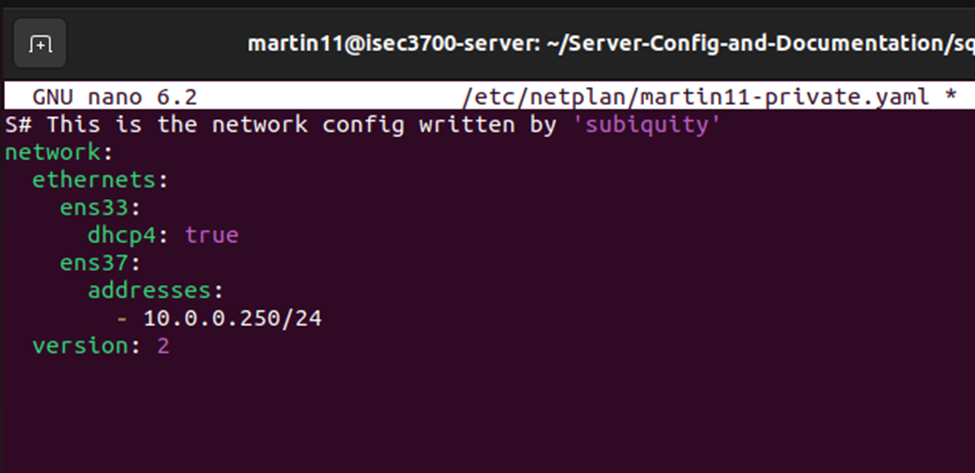 martin11@isec3700-server: ~/Server-Config-and-Documentation/sq
GNU nano 6.2 /etc/netplan/martin11-private.yaml *
S# This is the network config written by 'subiquity'
network:
  ethernets:
    ens33:
      dhcp4: true
    ens37:
      addresses:
        - 10.0.0.250/24
  version: 2